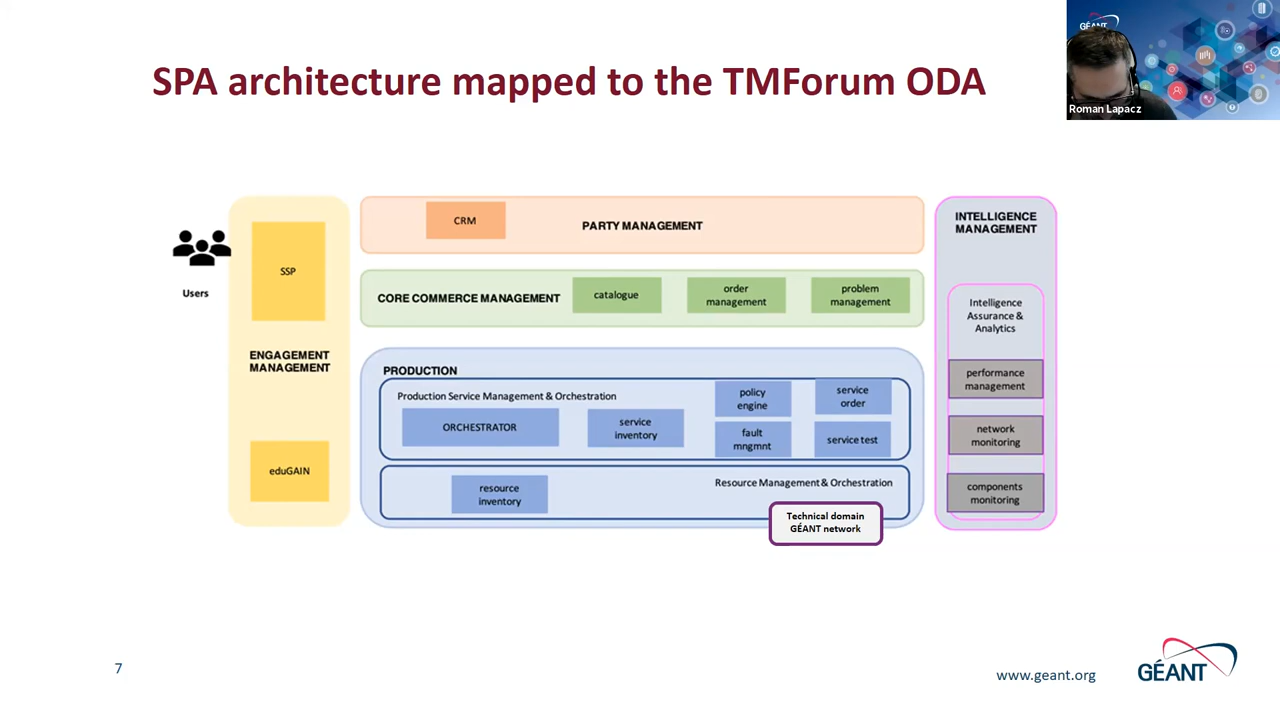 SPA architecture mapped to the TMForum ODA
GÉANT
Roman Lapacz
Users
SSP
ENGAGEMENT
MANAGEMENT
eduGAIN
CRM
PARTY MANAGEMENT
CORE COMMERCE MANAGEMENT
catalogue
order
management
problem
management
PRODUCTION
Production Service Management & Orchestration
ORCHESTRATOR
service
inventory
policy
engine
service
order
fault
mngmnt
service test
resource
inventory
Resource Management & Orchestration
Technical domain
GÉANT network
INTELLIGENCE
MANAGEMENT
Intelligence
Assurance &
Analytics
performance
management
network
monitoring
components
monitoring
7
www.geant.org
GÉANT